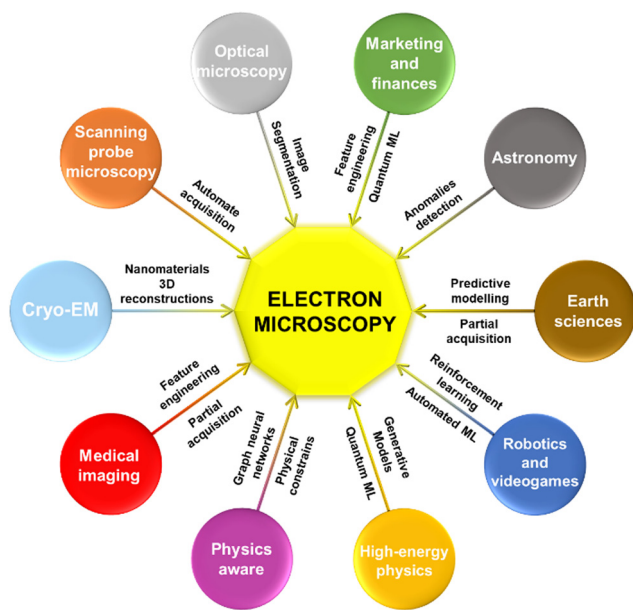 Optical
microscopy
Marketing
and
finances
Scanning
probe
microscopy
Astronomy
Image
Segmentation
Feature
engineering
Quantum ML
Automate
acquisition
Anomalies
detection
Cryo-EM
Nanomaterials
3D
reconstructions
ELECTRON
MICROSCOPY
Predictive
modelling
Partial
acquisition
Earth
sciences
Feature
engineering
Partial
acquisition
Reinforcement
learning
Automated ML
Medical
imaging
Graph neural
networks
Physical
constrains
Generative
Models
Quantum ML
Robotics
and
videogames
Physics
aware
High-energy
physics